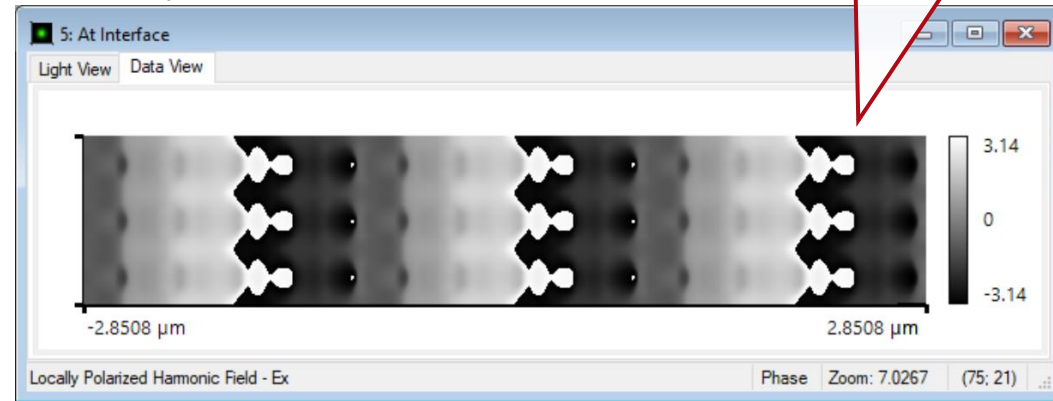 5: At Interface
Light View Data View
3.14
0
-3.14
-2.8508 µm 2.8508 µm
Locally Polarized Harmonic Field - Ex Phase Zoom: 7.0267 (75; 21)